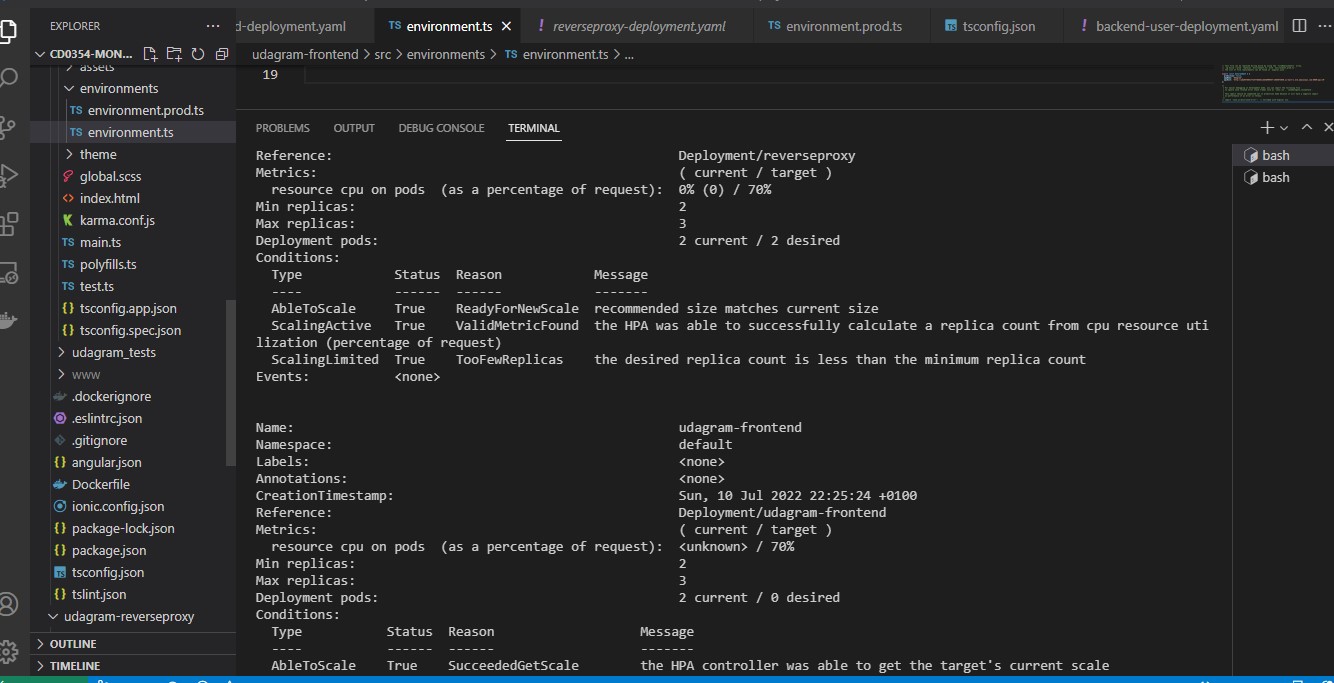 EXPLORER
d-deployment.yaml
TS environment.ts
! reverseproxy-deployment.yaml
TS environment.prod.ts
TS tsconfig.json
! backend-user-deployment.yaml
CD0354-MON...
udagram-frontend > src > environments > TS environment.ts > ...
19
assets
environments
TS environment.prod.ts
TS environment.ts
theme
global.scss
index.html
karma.conf.js
TS main.ts
TS polyfills.ts
TS test.ts
{} tsconfig.app.json
{} tsconfig.spec.json
udagram_tests
www
.dockerignore
.eslintrc.json
.gitignore
{} angular.json
Dockerfile
ionic.config.json
{} package-lock.json
{} package.json
TS tsconfig.json
{} tslint.json
udagram-reverseproxy
OUTLINE
TIMELINE
PROBLEMS OUTPUT DEBUG CONSOLE TERMINAL
bash
bash
Reference: Deployment/reverseproxy
Metrics: ( current / target )
resource cpu on pods (as a percentage of request): 0% (0) / 70%
Min replicas: 2
Max replicas: 3
Deployment pods: 2 current / 2 desired
Conditions:
Type Status Reason Message
---- ------ ------ -------
AbleToScale True ReadyForNewScale recommended size matches current size
ScalingActive True ValidMetricFound the HPA was able to successfully calculate a replica count from cpu resource uti
lization (percentage of request)
ScalingLimited True TooFewReplicas the desired replica count is less than the minimum replica count
Events: <none>
Name: udagram-frontend
Namespace: default
Labels: <none>
Annotations: <none>
CreationTimestamp: Sun, 10 Jul 2022 22:25:24 +0100
Reference: Deployment/udagram-frontend
Metrics: ( current / target )
resource cpu on pods (as a percentage of request): <unknown> / 70%
Min replicas: 2
Max replicas: 3
Deployment pods: 2 current / 0 desired
Conditions:
Type Status Reason Message
---- ------ ------ -------
AbleToScale True SucceededGetScale the HPA controller was able to get the target's current scale